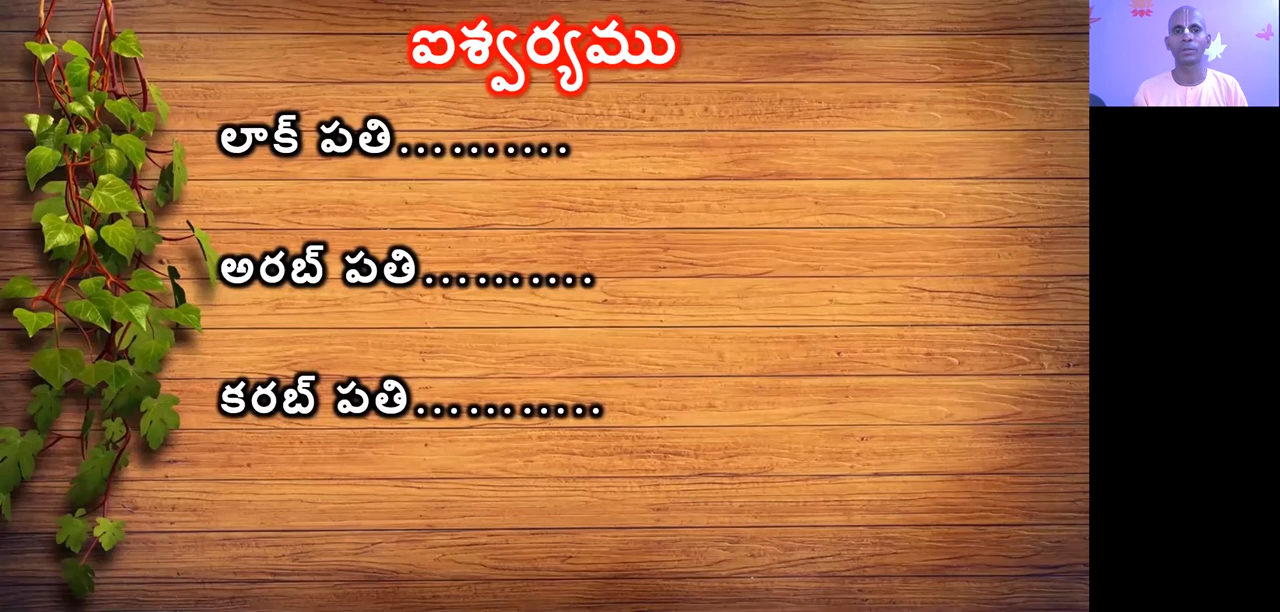 ఐశ్వర్యము
లాక్ పతి..........
అరబ్ పతి..........
కరబ్ పతి...........